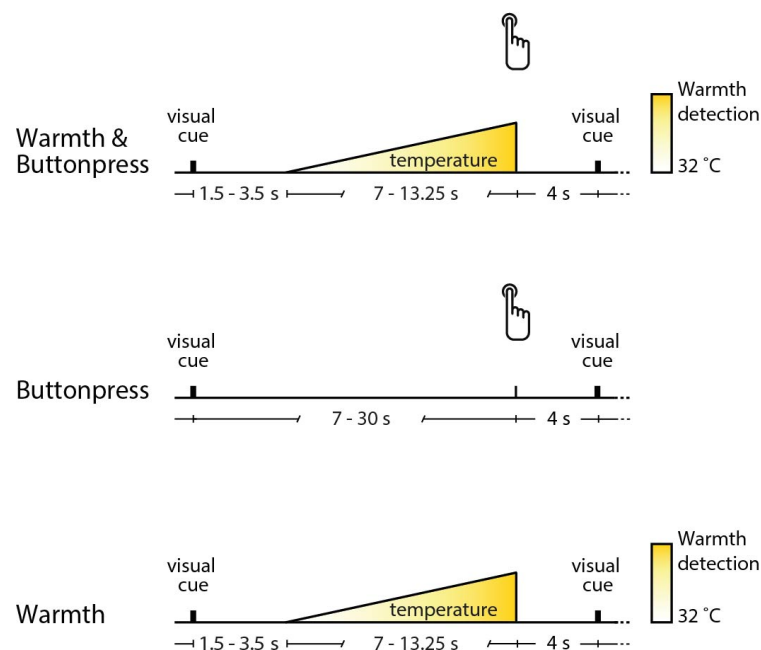 visual
cue
Warmth &
Buttonpress
temperature
visual
cue
Warmth
detection
32 °C
1.5 - 3.5 s
7 - 13.25 s
4 s
visual
cue
Buttonpress
visual
cue
7 - 30 s
4 s
visual
cue
Warmth
temperature
visual
cue
Warmth
detection
32 °C
1.5 - 3.5 s
7 - 13.25 s
4 s